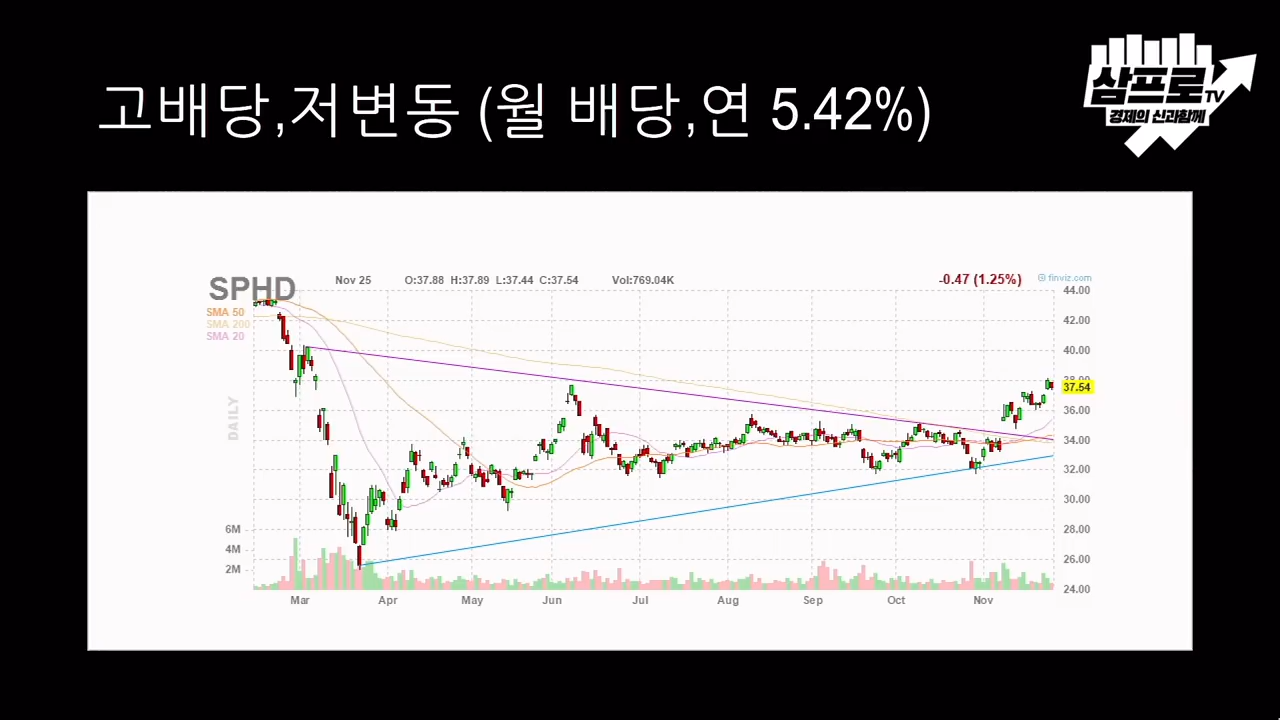 고배당,저변동 (월 배당,연 5.42%)
삼프로TV
경제의 신과함께
SPHD
Nov 25 O:37.88 H:37.89 L:37.44 C:37.54 Vol:769.04K
-0.47 (1.25%)
finviz.com
SMA 50
SMA 200
SMA 20
DAILY
44.00
42.00
40.00
38.00
37.54
36.00
34.00
32.00
30.00
28.00
26.00
24.00
6M
4M
2M
Mar Apr May Jun Jul Aug Sep Oct Nov